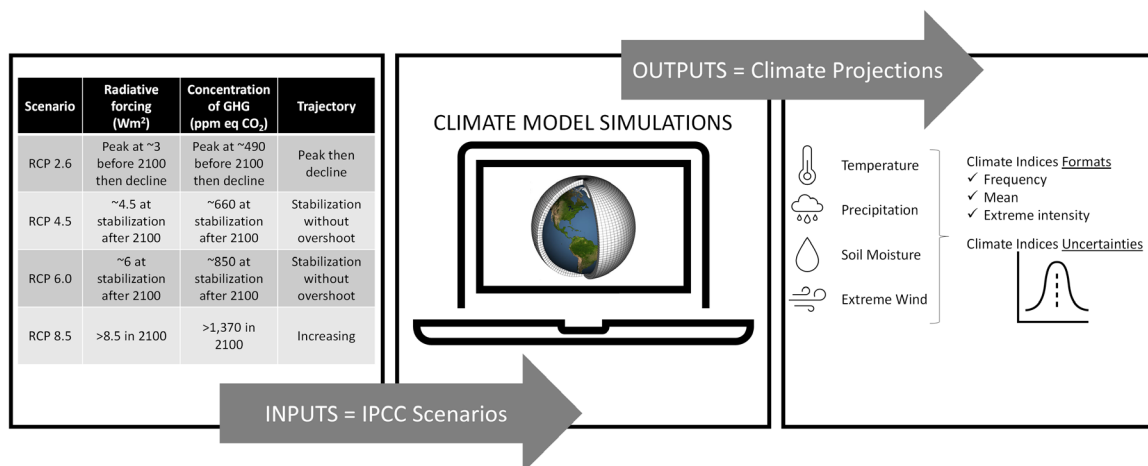 OUTPUTS = Climate Projections
Scenario
Radiative
forcing
(Wm²)
Concentration
of GHG
(ppm eq CO₂)
Trajectory
RCP 2.6
Peak at ~3
before 2100
then decline
Peak at ~490
before 2100
then decline
Peak then
decline
RCP 4.5
~4.5 at
stabilization
after 2100
~660 at
stabilization
after 2100
Stabilization
without
overshoot
RCP 6.0
~6 at
stabilization
after 2100
~850 at
stabilization
after 2100
Stabilization
without
overshoot
RCP 8.5
>8.5 in 2100
>1,370 in
2100
Increasing
INPUTS = IPCC Scenarios
CLIMATE MODEL SIMULATIONS
Temperature
Precipitation
Soil Moisture
Extreme Wind
Climate Indices Formats
✓ Frequency
✓ Mean
✓ Extreme intensity
Climate Indices Uncertainties